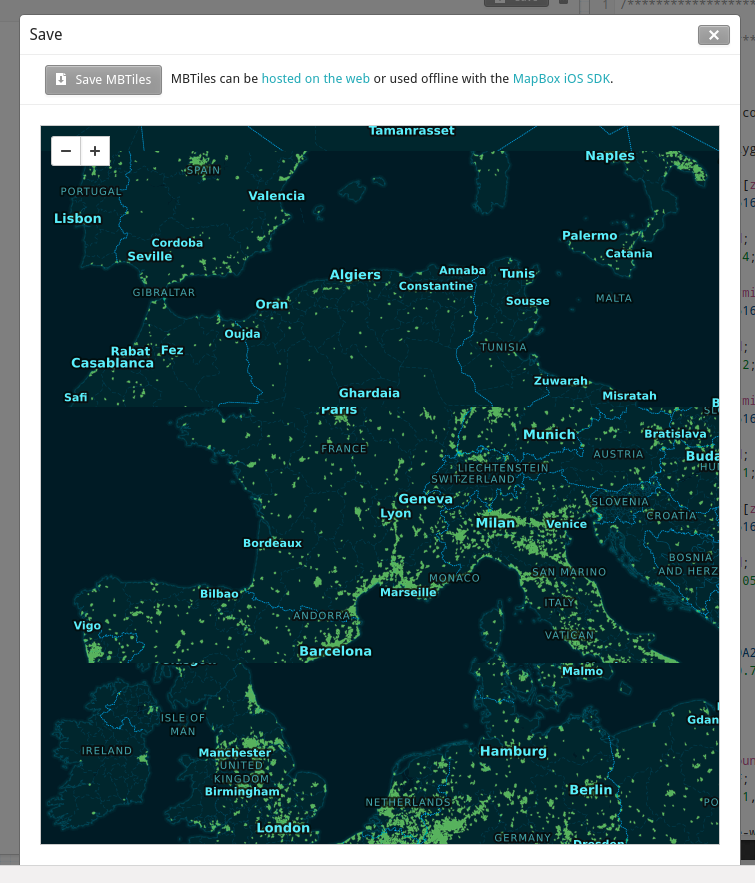 Save
Save MBTiles MBTiles can be hosted on the web or used offline with the MapBox iOS SDK.
Tamanrasset
− +
Naples
SPAIN
PORTUGAL
Valencia
Lisbon
Palermo
Cordoba
Catania
Seville
Annaba
Tunis
Algiers
Constantine
GIBRALTAR
MALTA
Sousse
Oran
Oujda
TUNISIA
Rabat Fez
Casablanca
Zuwarah
Ghardaia
Misratah
Safi
Paris
Munich
Bratislava
FRANCE
AUSTRIA
Buda
LIECHTENSTEIN
SWITZERLAND
Geneva
SLOVENIA
Lyon
CROATIA
Milan
Venice
Bordeaux
BOSNIA
AND HERZ
SAN MARINO
MONACO
Marseille
Bilbao
ITALY
ANDORRA
Vigo
VATICAN
Barcelona
Malmo
ISLE OF
MAN
Gdan
IRELAND
Manchester
Hamburg
UNITED
KINGDOM
Birmingham
Berlin
NETHERLANDS
PO
London
GERMANY
Dresden